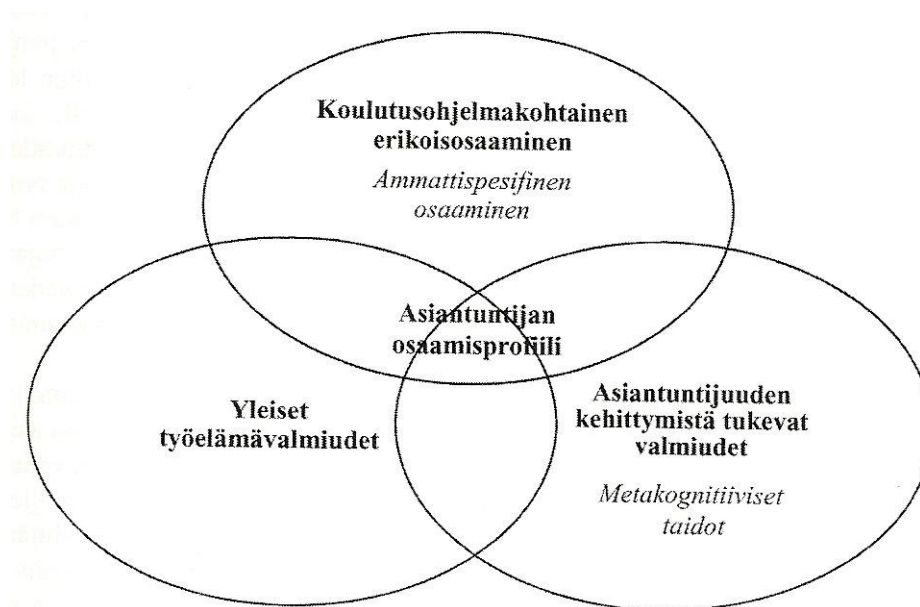 Koulutusohjelmakohtainen
erikoisosaaminen
Ammattispesifinen
osaaminen
Asiantuntijan
osaamisprofiili
Yleiset
työelämävalmiudet
Asiantuntijuuden
kehittymistä tukevat
valmiudet
Metakognitiiviset
taidot